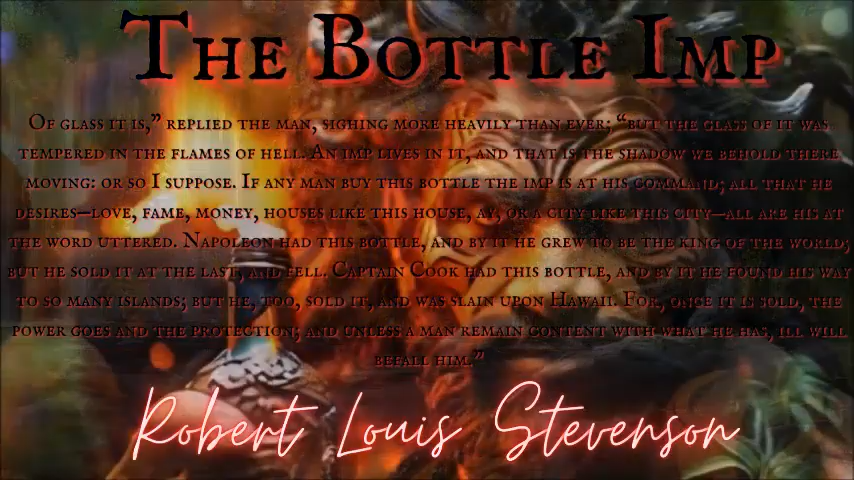 The Bottle Imp
Of glass it is,” replied the man, sighing more heavily than ever; “but the glass of it was
tempered in the flames of hell. An imp lives in it, and that is the shadow we behold there
moving: or so I suppose. If any man buy this bottle the imp is at his command; all that he
desires—love, fame, money, houses like this house, ay, or a city like this city—all are his at
the word uttered. Napoleon had this bottle, and by it he grew to be the king of the world;
but he sold it at the last, and fell. Captain Cook had this bottle, and by it he found his way
to so many islands; but he, too, sold it, and was slain upon Hawaii. For, once it is sold, the
power goes and the protection; and unless a man remain content with what he has, ill will
befall him.”
Robert Louis Stevenson